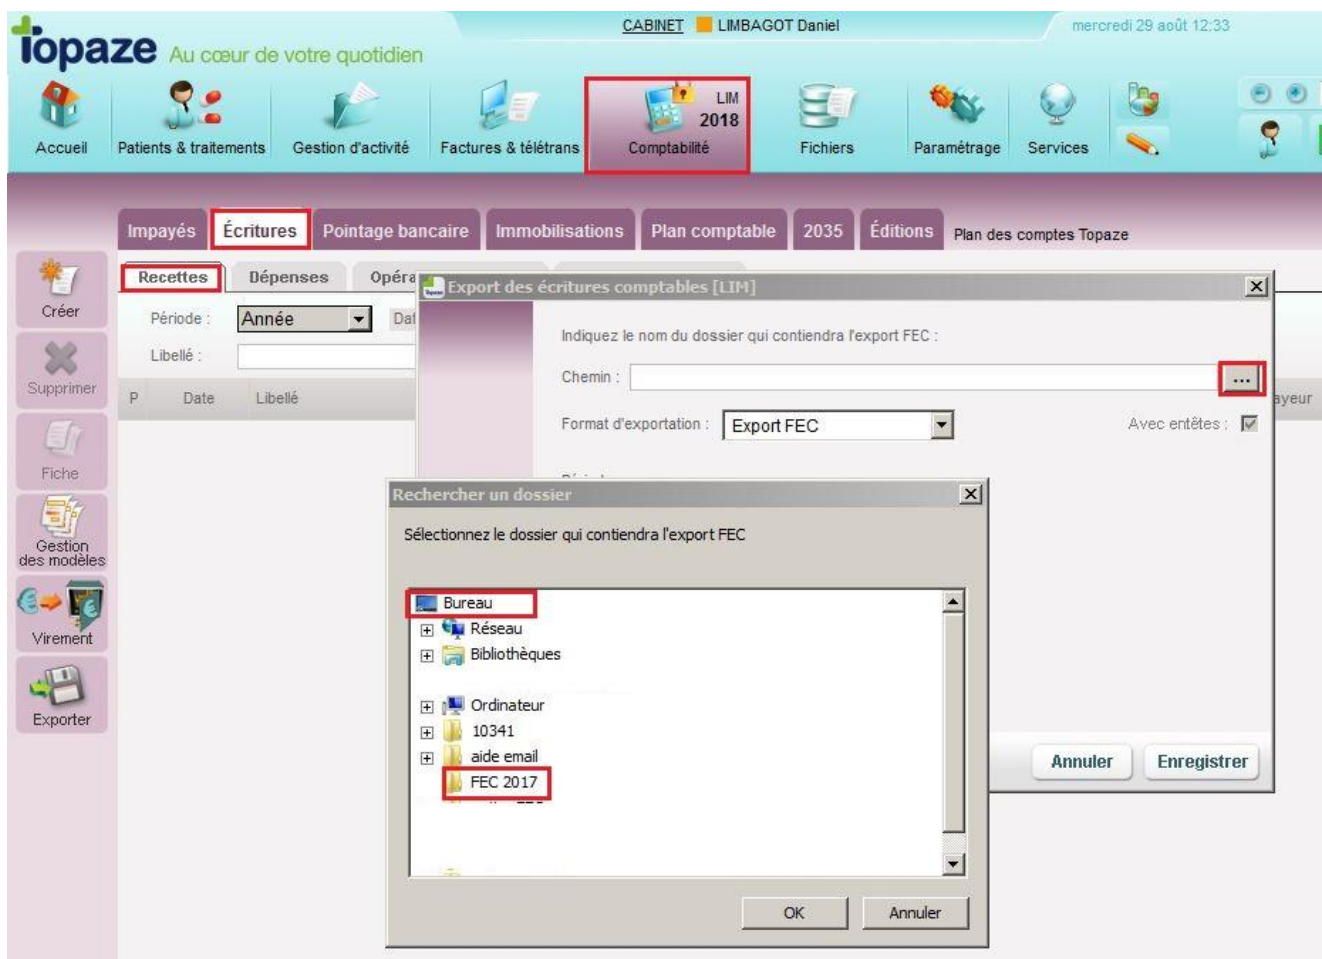 CABINET LIMBAGOT Daniel mercredi 29 août 12:33
Topaze Au cœur de votre quotidien
LIM
2018
Accueil Patients & traitements Gestion d'activité Factures & télétrans Comptabilité Fichiers Paramétrage Services
Impayés Écritures Pointage bancaire Immobilisations Plan comptable 2035 Éditions Plan des comptes Topaze
Recettes Dépenses Opéra
Export des écritures comptables [LIM]
Créer
Période : Année Dat
Indiquez le nom du dossier qui contiendra l'export FEC :
Libellé :
Chemin : ...
Supprimer
P Date Libellé ayeur
Format d'exportation : Export FEC Avec entêtes :
Fiche
Rechercher un dossier
Sélectionnez le dossier qui contiendra l'export FEC
Gestion
des modèles
Bureau
Réseau
Virement
Bibliothèques
Ordinateur
Exporter
10341
aide email
FEC 2017
Annuler Enregistrer
OK Annuler